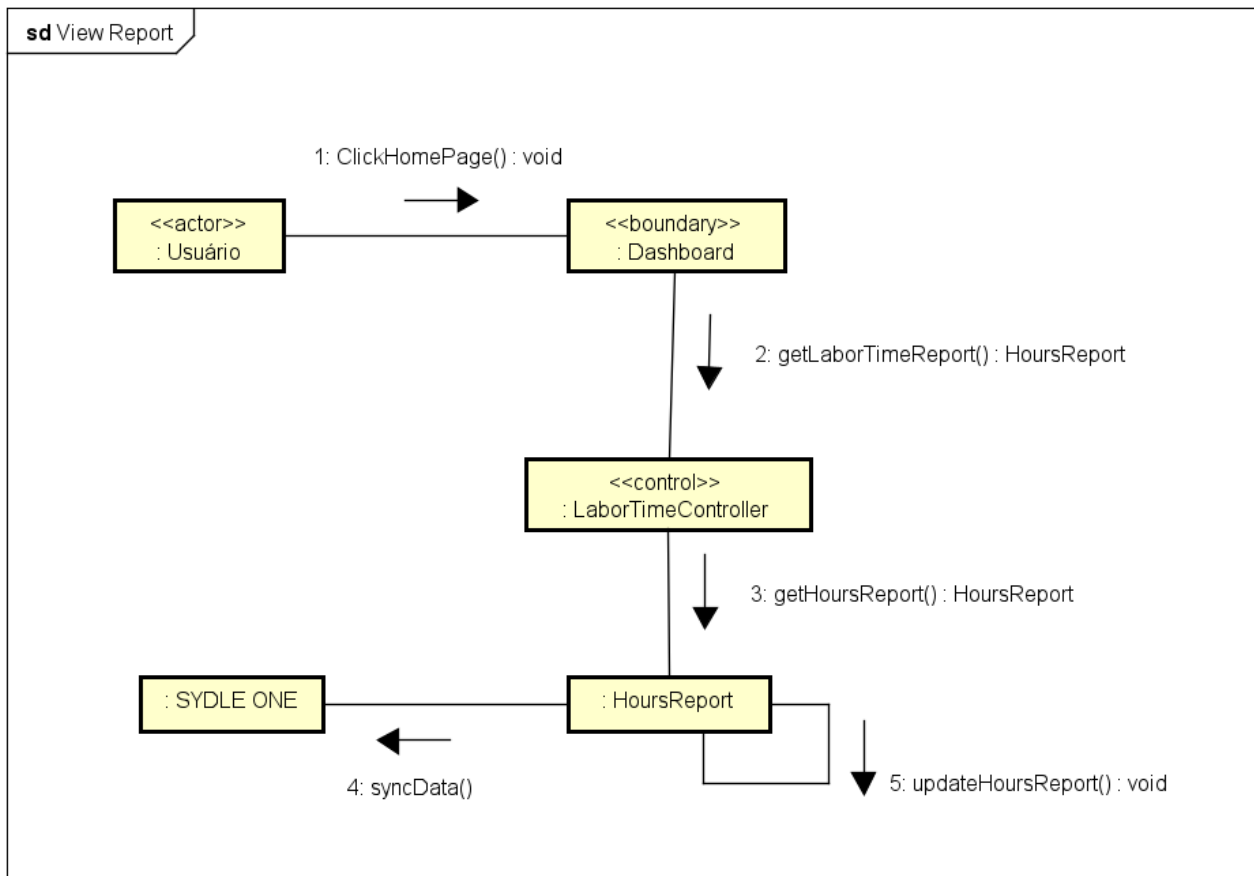 sd View Report
1: ClickHomePage() : void
<<actor>>
: Usuário
<<boundary>>
: Dashboard
2: getLaborTimeReport() : HoursReport
<<control>>
: LaborTimeController
3: getHoursReport() : HoursReport
: SYDLE ONE
: HoursReport
4: syncData()
5: updateHoursReport() : void